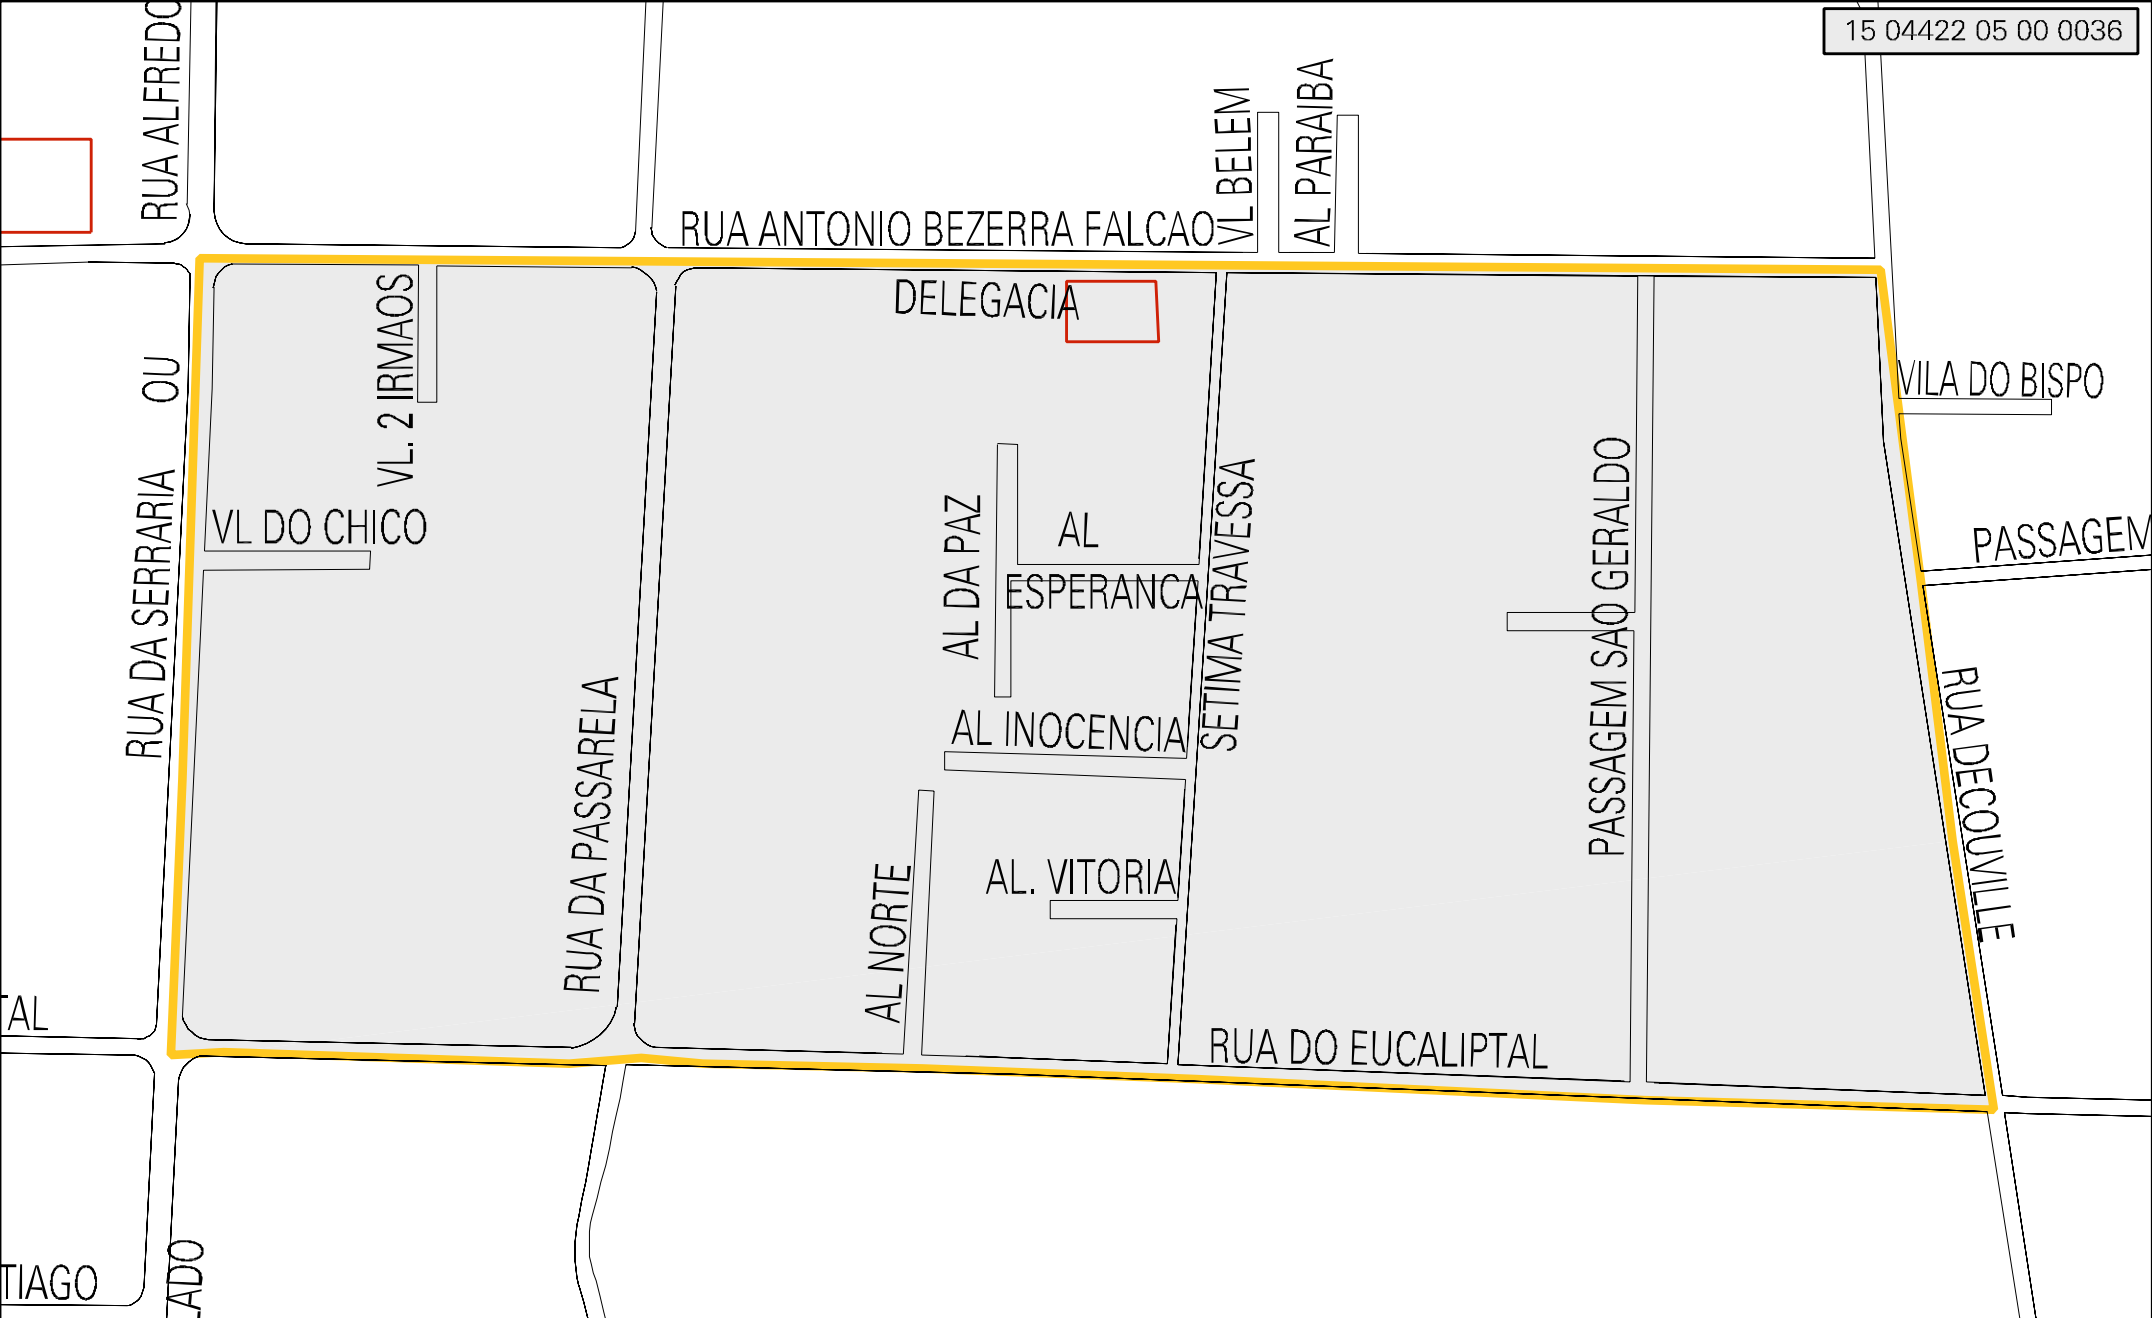 15 04422 05 00 0036
RUA ALFREDO
VL BELEM
AL PARAIBA
RUA ANTONIO BEZERRA FALCAO
DELEGACIA
VL. 2 IRMAOS
OU
VILA DO BISPO
RUA DA SERRARIA
VL DO CHICO
AL DA PAZ
AL
ESPERANCA
SETIMA TRAVESSA
PASSAGEM SAO GERALDO
PASSAGEM
RUA DA PASSARELA
AL INOCENCIA
RUA DECOUVILLE
AL NORTE
AL. VITORIA
TAL
RUA DO EUCALIPTAL
TIAGO
LADO